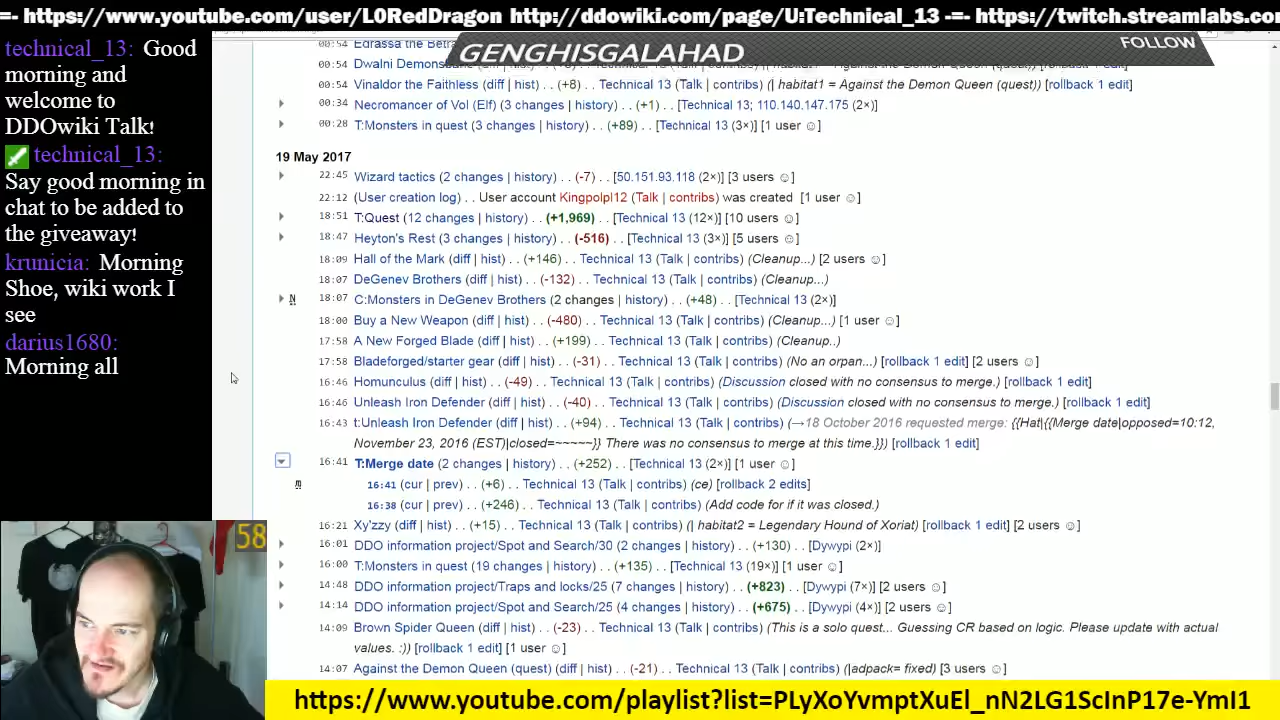 =- https://www.youtube.com/user/L0RedDragon http://ddowiki.com/page/U:Technical_13 -=- https://twitch.streamlabs.co
technical_13: Good
morning and
welcome to
DDOwiki Talk!
technical_13:
Say good morning in
chat to be added to
the giveaway!
krunicia: Morning
Shoe, wiki work I
see
darius1680:
Morning all
58
GENGHISGALAHAD
FOLLOW
00:54 Edrassa the
00:54 Dwalni
00:54 Vinaldor the Faithless (diff | hist) . . (+8) . . Technical 13 (Talk | contribs) (| habitat1 = Against the Demon Queen (quest)) [rollback 1 edit]
00:34 Necromancer of Vol (Elf) (3 changes | history) . . (+1) . . [Technical 13; 110.140.147.175 (2×)]
00:28 T:Monsters in quest (3 changes | history) . . (+89) . . [Technical 13 (3×)] [1 user ☺]
19 May 2017
22:45 Wizard tactics (2 changes | history) . . (-7) . . [50.151.93.118 (2×)] [3 users ☺]
22:12 (User creation log) . . User account Kingpolpl12 (Talk | contribs) was created [1 user ☺]
18:51 T:Quest (12 changes | history) . . (+1,969) . . [Technical 13 (12×)] [10 users ☺]
18:47 Heyton's Rest (3 changes | history) . . (-516) . . [Technical 13 (3×)] [5 users ☺]
18:09 Hall of the Mark (diff | hist) . . (+146) . . Technical 13 (Talk | contribs) (Cleanup...) [2 users ☺]
18:07 DeGenev Brothers (diff | hist) . . (-132) . . Technical 13 (Talk | contribs) (Cleanup...)
N 18:07 C:Monsters in DeGenev Brothers (2 changes | history) . . (+48) . . [Technical 13 (2×)]
18:00 Buy a New Weapon (diff | hist) . . (-480) . . Technical 13 (Talk | contribs) (Cleanup...) [1 user ☺]
17:58 A New Forged Blade (diff | hist) . . (+199) . . Technical 13 (Talk | contribs) (Cleanup..)
17:58 Bladeforged/starter gear (diff | hist) . . (-31) . . Technical 13 (Talk | contribs) (No an orpan...) [rollback 1 edit] [2 users ☺]
16:46 Homunculus (diff | hist) . . (-49) . . Technical 13 (Talk | contribs) (Discussion closed with no consensus to merge.) [rollback 1 edit]
16:46 Unleash Iron Defender (diff | hist) . . (-40) . . Technical 13 (Talk | contribs) (Discussion closed with no consensus to merge.) [rollback 1 edit]
16:43 t:Unleash Iron Defender (diff | hist) . . (+94) . . Technical 13 (Talk | contribs) (→18 October 2016 requested merge: {{Hat|{{Merge date|opposed=10:12,
November 23, 2016 (EST)|closed=~~~~~}} There was no consensus to merge at this time.}}) [rollback 1 edit]
16:41 T:Merge date (2 changes | history) . . (+252) . . [Technical 13 (2×)] [1 user ☺]
m 16:41 (cur | prev) . . (+6) . . Technical 13 (Talk | contribs) (ce) [rollback 2 edits]
16:38 (cur | prev) . . (+246) . . Technical 13 (Talk | contribs) (Add code for if it was closed.)
16:21 Xy'zzy (diff | hist) . . (+15) . . Technical 13 (Talk | contribs) (| habitat2 = Legendary Hound of Xoriat) [rollback 1 edit] [2 users ☺]
16:01 DDO information project/Spot and Search/30 (2 changes | history) . . (+130) . . [Dywypi (2×)]
16:00 T:Monsters in quest (19 changes | history) . . (+135) . . [Technical 13 (19×)] [1 user ☺]
14:48 DDO information project/Traps and locks/25 (7 changes | history) . . (+823) . . [Dywypi (7×)] [2 users ☺]
14:14 DDO information project/Spot and Search/25 (4 changes | history) . . (+675) . . [Dywypi (4×)] [2 users ☺]
14:09 Brown Spider Queen (diff | hist) . . (-23) . . Technical 13 (Talk | contribs) (This is a solo quest... Guessing CR based on logic. Please update with actual
values. :)) [rollback 1 edit] [1 user ☺]
14:07 Against the Demon Queen (quest) (diff | hist) . . (-21) . . Technical 13 (Talk | contribs) (|adpack= fixed) [3 users ☺]
https://www.youtube.com/playlist?list=PLyXoYvmptXuEl_nN2LG1ScInP17e-YmI1